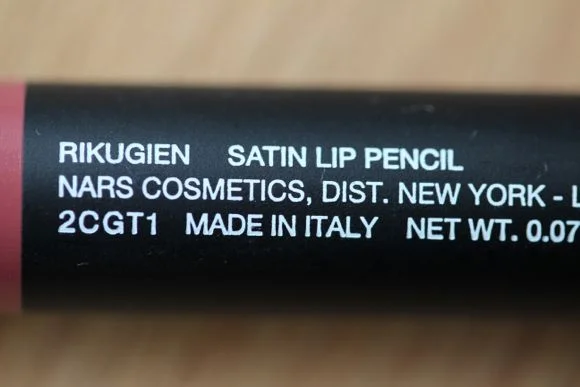 RIKUGIEN SATIN LIP PENCIL
NARS COSMETICS, DIST. NEW YORK - L
2CGT1 MADE IN ITALY NET WT. 0.07